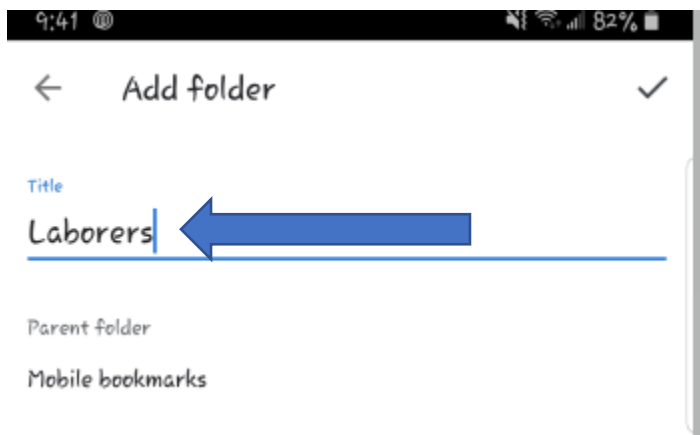 9:41 82%
Add folder
Title
Laborers
Parent folder
Mobile bookmarks